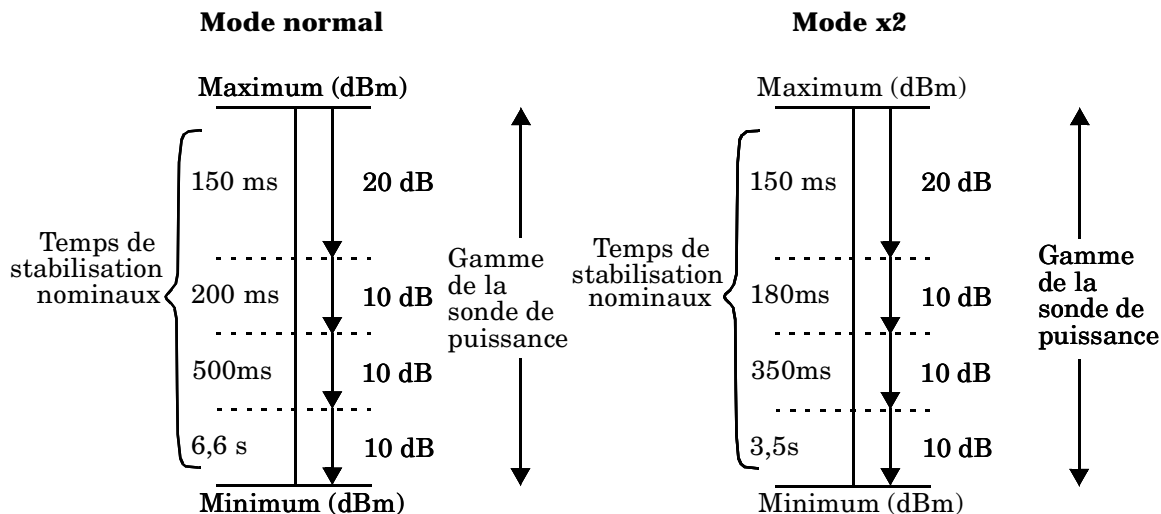 Mode normal
Maximum (dBm)
150 ms
20 dB
Temps de
stabilisation
nominaux
200 ms
10 dB
Gamme
de la
sonde de
puissance
500ms
10 dB
6,6 s
10 dB
Minimum (dBm)
Mode x2
Maximum (dBm)
150 ms
20 dB
Temps de
stabilisation
nominaux
180ms
10 dB
Gamme
de la
sonde de
puissance
350ms
10 dB
3,5s
10 dB
Minimum (dBm)